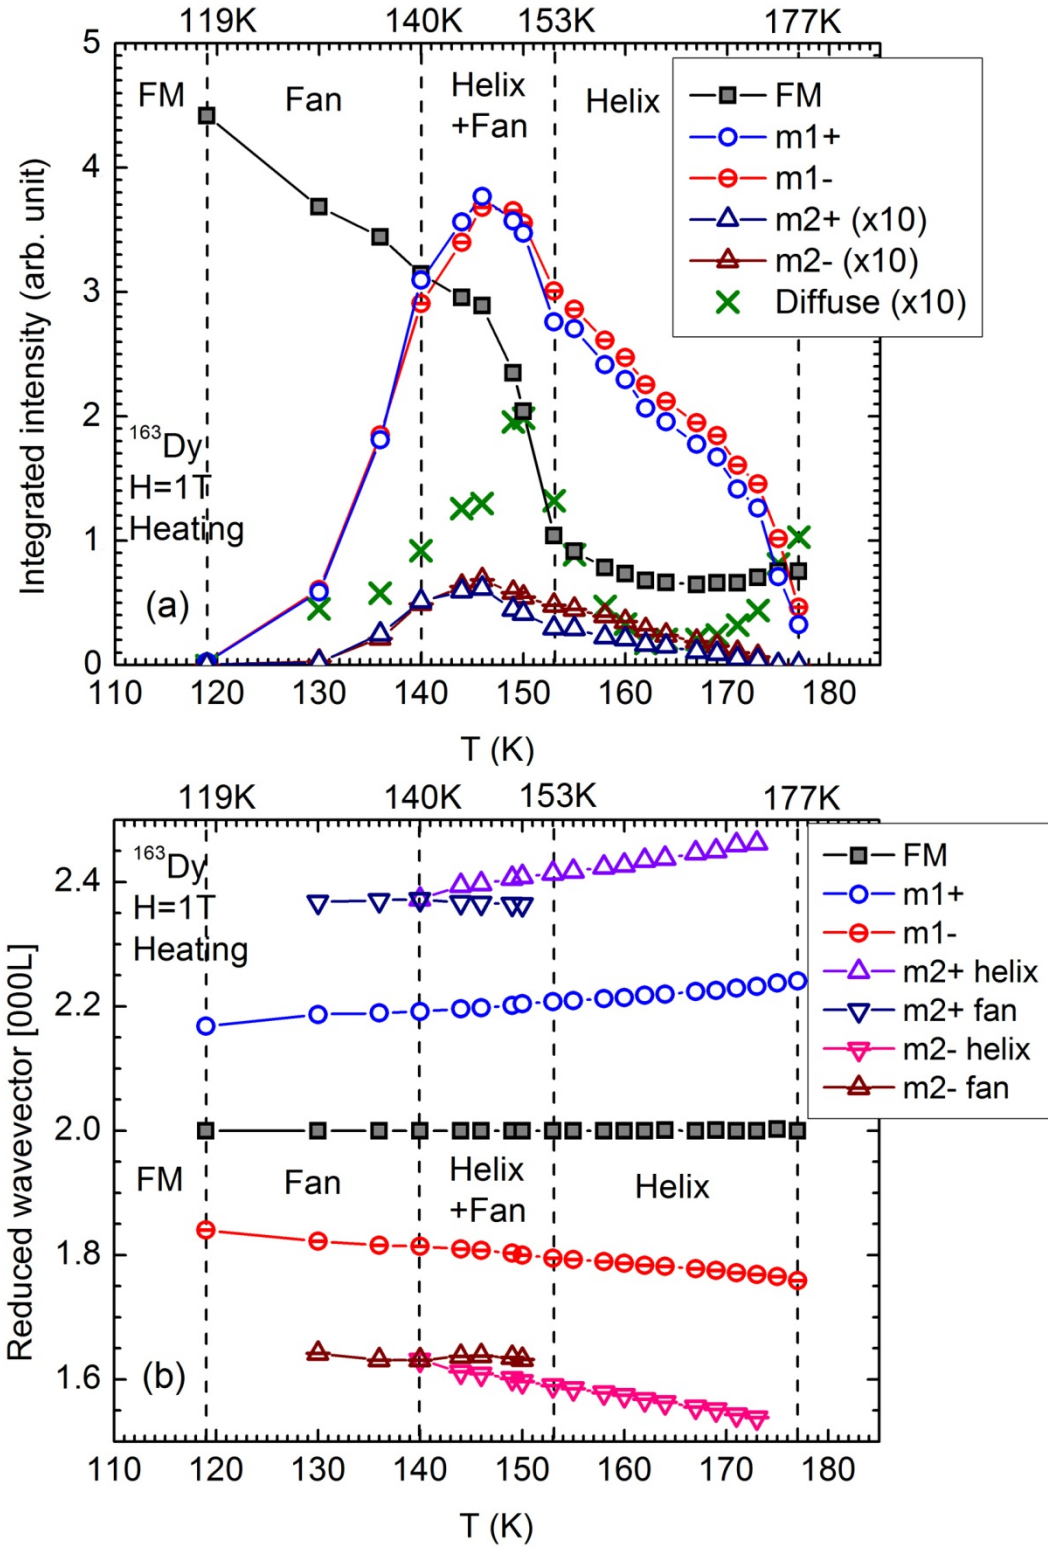 119K 140K 153K 177K
5
4
3
2
1
0
Integrated intensity (arb. unit)
FM
Fan
Helix
+Fan
Helix
FM
m1+
m1-
m2+ (x10)
m2- (x10)
Diffuse (x10)
¹⁶³Dy
H=1T
Heating
(a)
110 120 130 140 150 160 170 180
T (K)
119K 140K 153K 177K
2.4
2.2
2.0
1.8
1.6
Reduced wavevector [000L]
¹⁶³Dy
H=1T
Heating
FM
m1+
m1-
m2+ helix
m2+ fan
m2- helix
m2- fan
FM
Fan
Helix
+Fan
Helix
(b)
110 120 130 140 150 160 170 180
T (K)